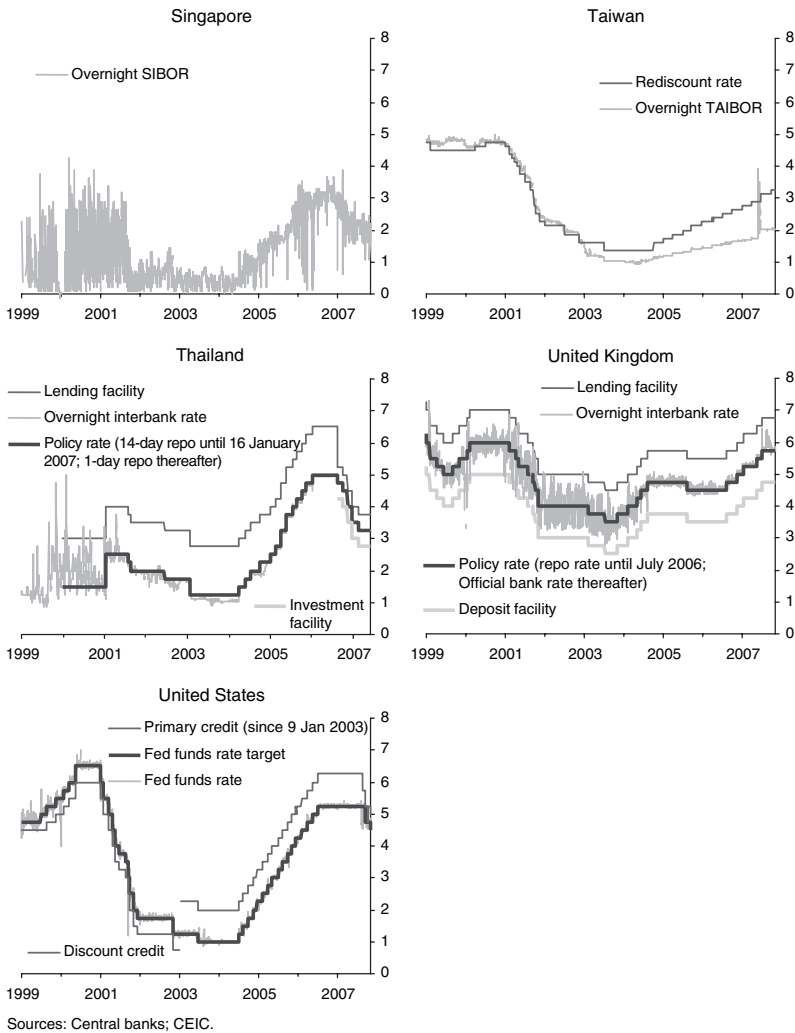 Singapore
Overnight SIBOR
8
7
6
5
4
3
2
1
0
1999 2001 2003 2005 2007
Taiwan
Rediscount rate
Overnight TAIBOR
8
7
6
5
4
3
2
1
0
1999 2001 2003 2005 2007
Thailand
Lending facility
Overnight interbank rate
Policy rate (14-day repo until 16 January
2007; 1-day repo thereafter)
Investment
facility
8
7
6
5
4
3
2
1
0
1999 2001 2003 2005 2007
United Kingdom
Lending facility
Overnight interbank rate
Policy rate (repo rate until July 2006;
Official bank rate thereafter)
Deposit facility
8
7
6
5
4
3
2
1
0
1999 2001 2003 2005 2007
United States
Primary credit (since 9 Jan 2003)
Fed funds rate target
Fed funds rate
Discount credit
8
7
6
5
4
3
2
1
0
1999 2001 2003 2005 2007
Sources: Central banks; CEIC.